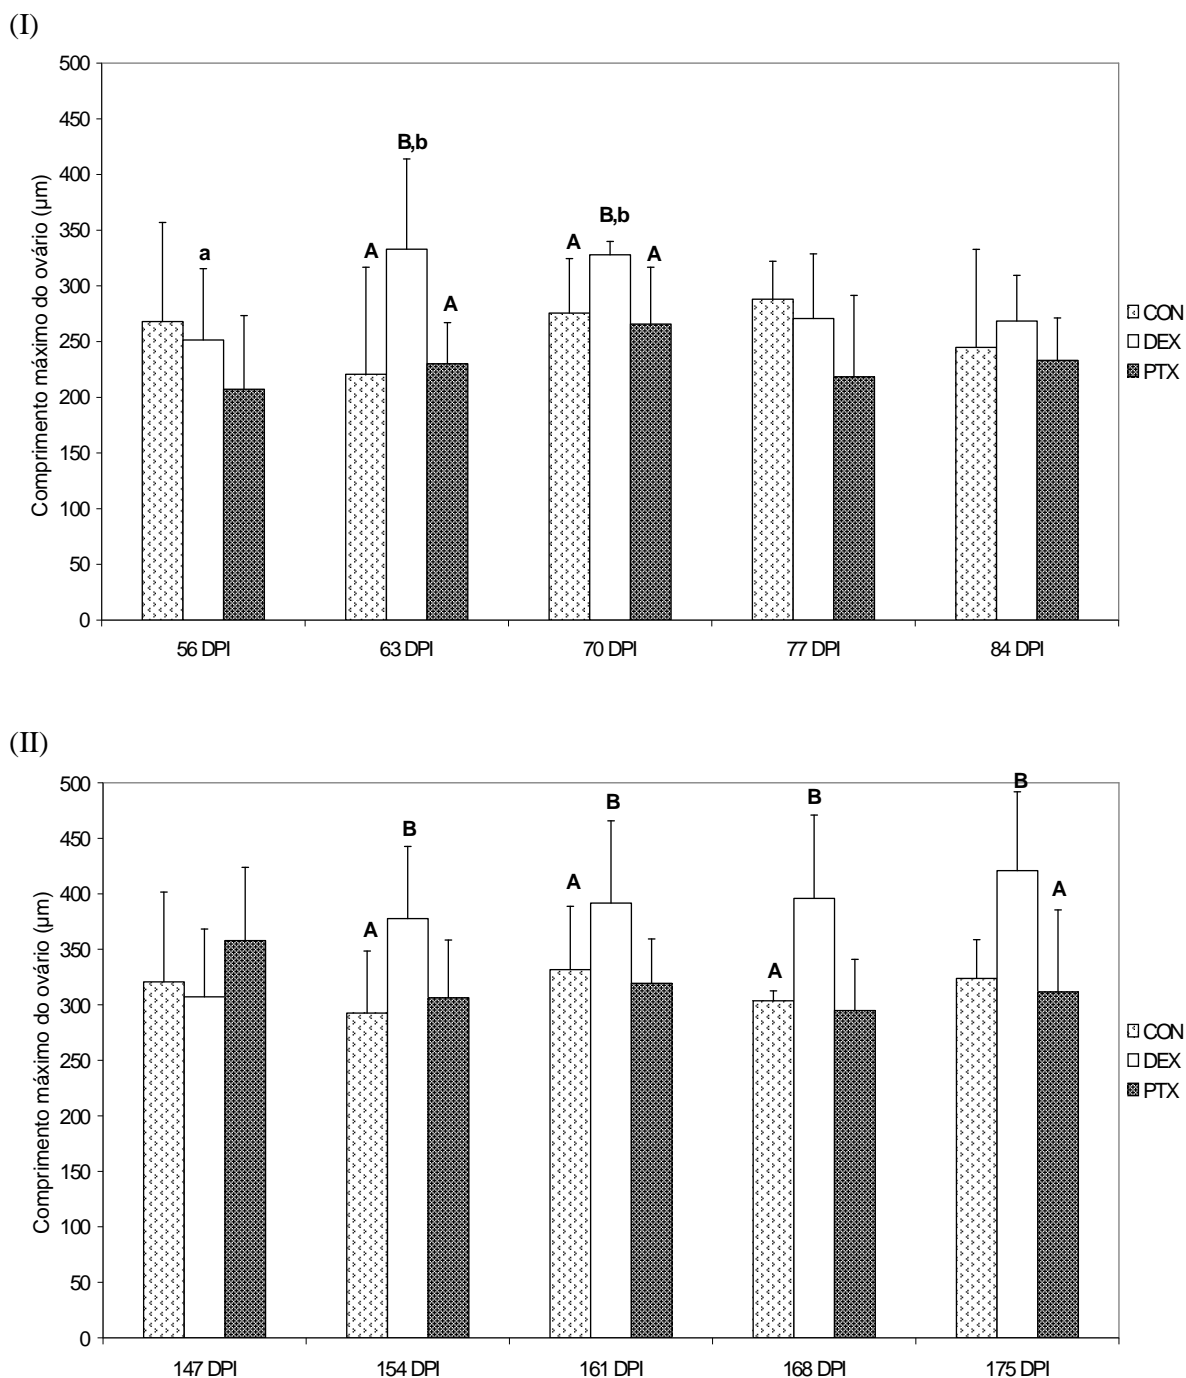 (I)
Comprimento máximo do ovário (µm)
500
450
400
350
300
250
200
150
100
50
0
a
A
B,b
A
A
B,b
A
56 DPI
63 DPI
70 DPI
77 DPI
84 DPI
CON
DEX
PTX
(II)
Comprimento máximo do ovário (µm)
500
450
400
350
300
250
200
150
100
50
0
A
B
A
B
A
B
B
A
147 DPI
154 DPI
161 DPI
168 DPI
175 DPI
CON
DEX
PTX